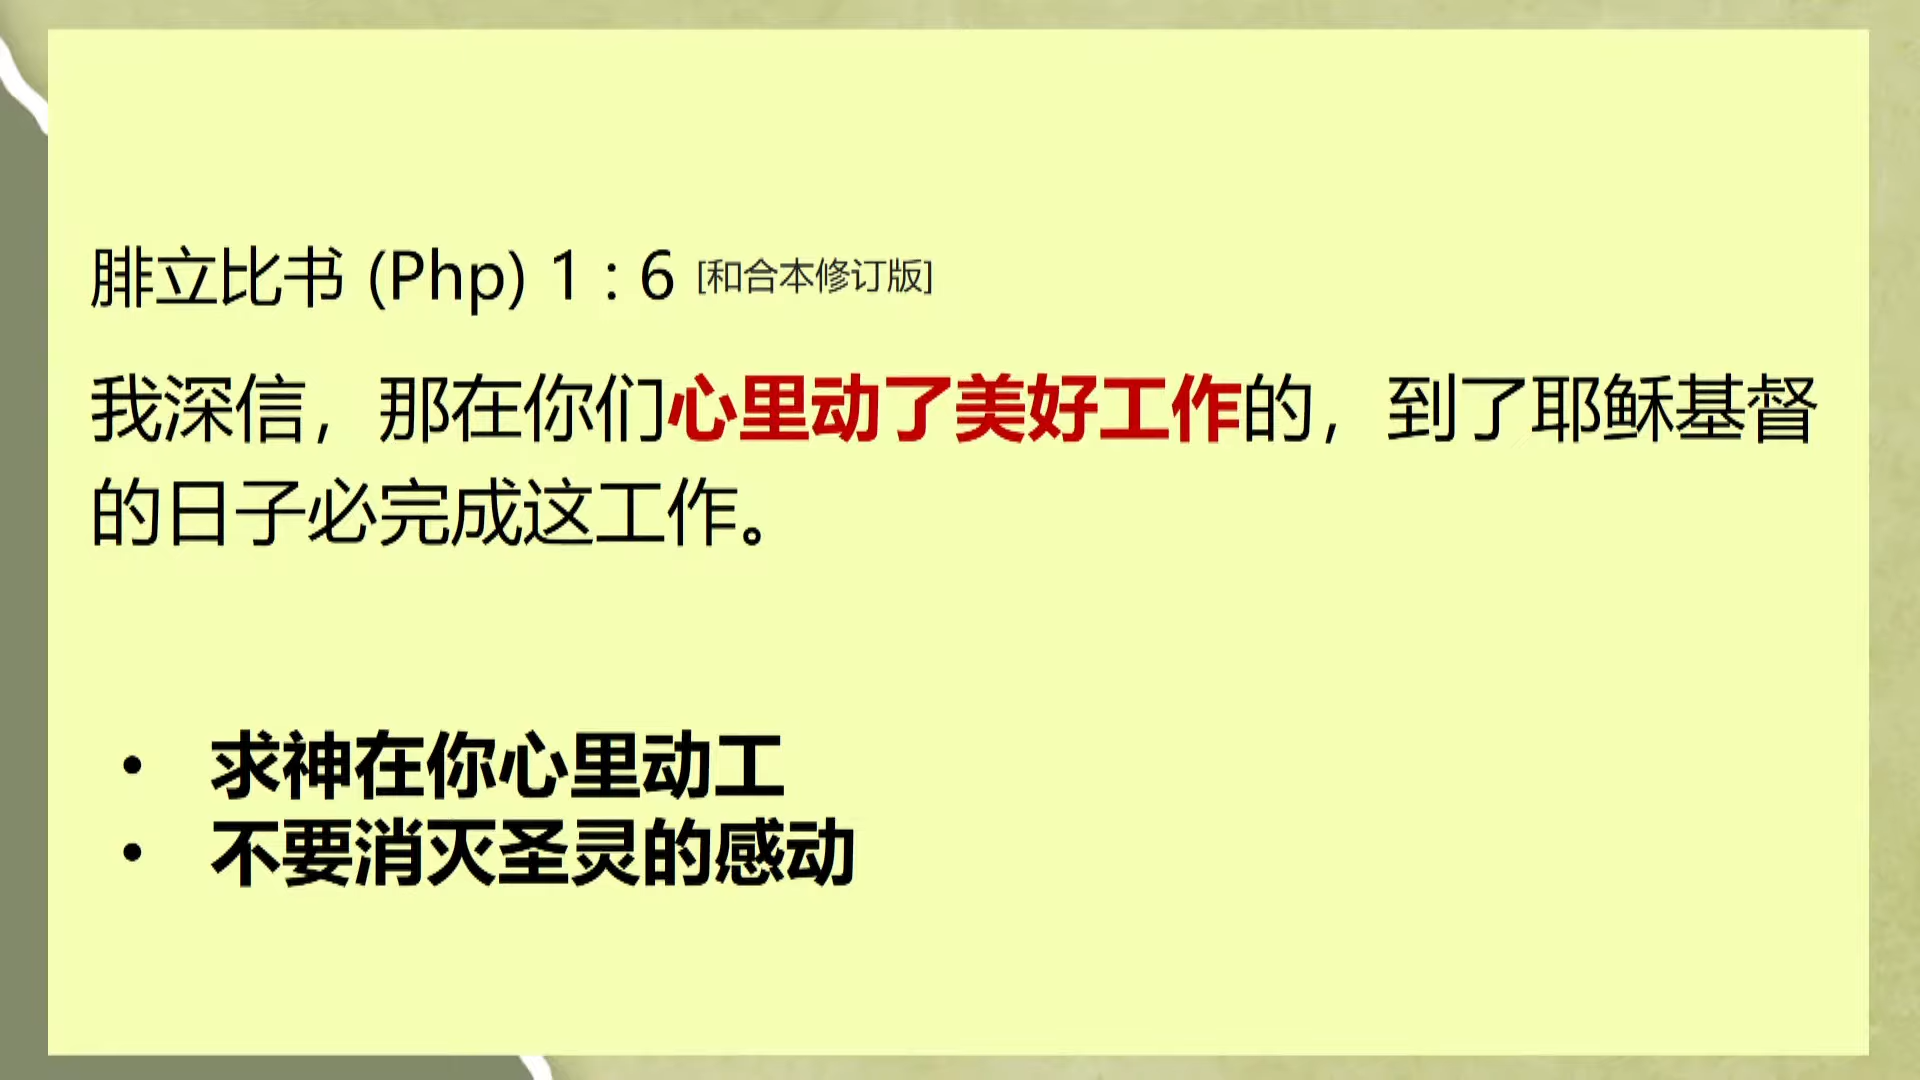 腓立比书 (Php) 1 : 6 [和合本修订版]
我深信，那在你们心里动了美好工作的，到了耶稣基督
的日子必完成这工作。
• 求神在你心里动工
• 不要消灭圣灵的感动